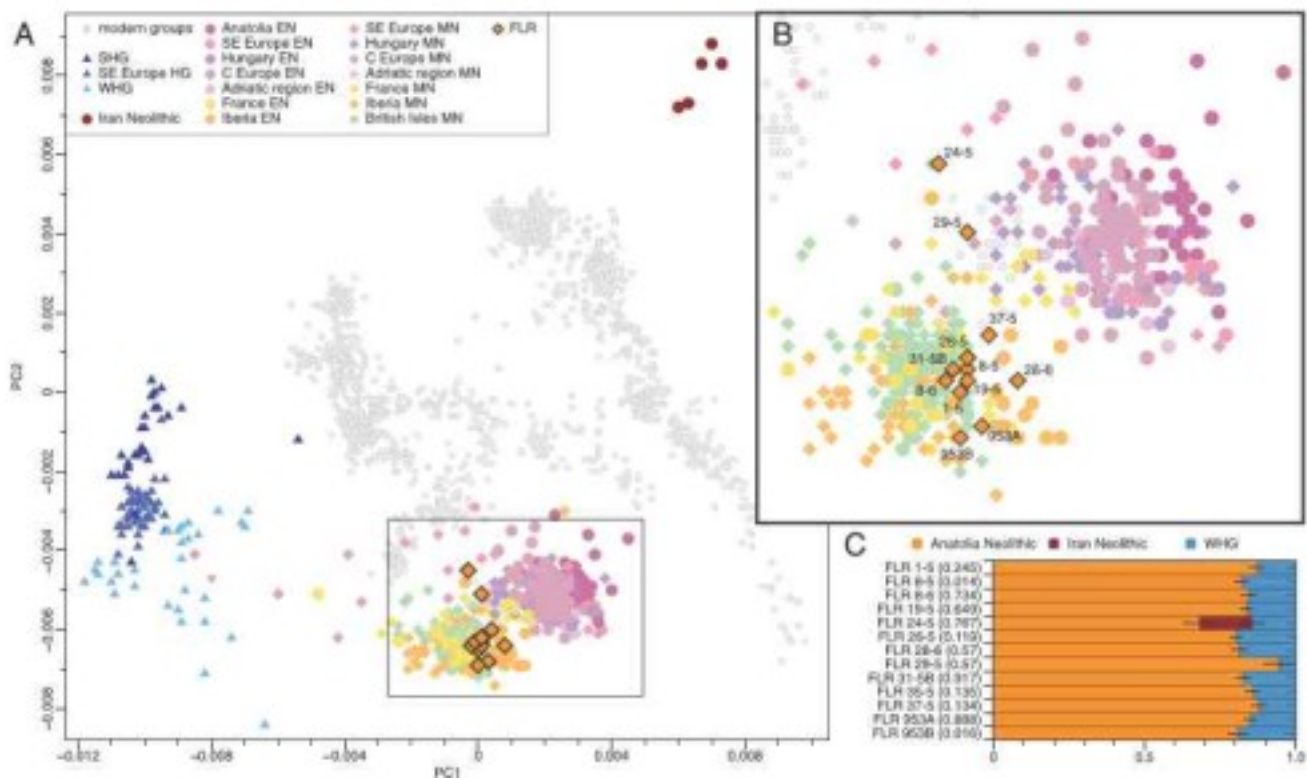 A
modern groups
SHG
SE Europe HG
WHG
Iran Neolithic
Anatolia EN
SE Europe EN
Hungary EN
C Europe EN
Adriatic region EN
France EN
Iberia EN
SE Europe MN
Hungary MN
C Europe MN
Adriatic region MN
France MN
Iberia MN
British Isles MN
FLR
PC2
0.008
0.006
0.004
0.002
0
−0.002
−0.004
−0.006
−0.008
−0.012
−0.008
−0.004
0
0.004
0.008
PC1
B
24-5
29-5
37-5
26-5
31-5B
8-5
28-6
8-6
19-5
1-5
953A
953B
C
Anatolia Neolithic
Iran Neolithic
WHG
FLR 1-5 (0.245)
FLR 8-5 (0.014)
FLR 8-6 (0.734)
FLR 19-5 (0.649)
FLR 24-5 (0.767)
FLR 26-5 (0.119)
FLR 28-6 (0.57)
FLR 29-5 (0.57)
FLR 31-5B (0.917)
FLR 35-5 (0.135)
FLR 37-5 (0.134)
FLR 953A (0.888)
FLR 953B (0.016)
0
0.5
1.0